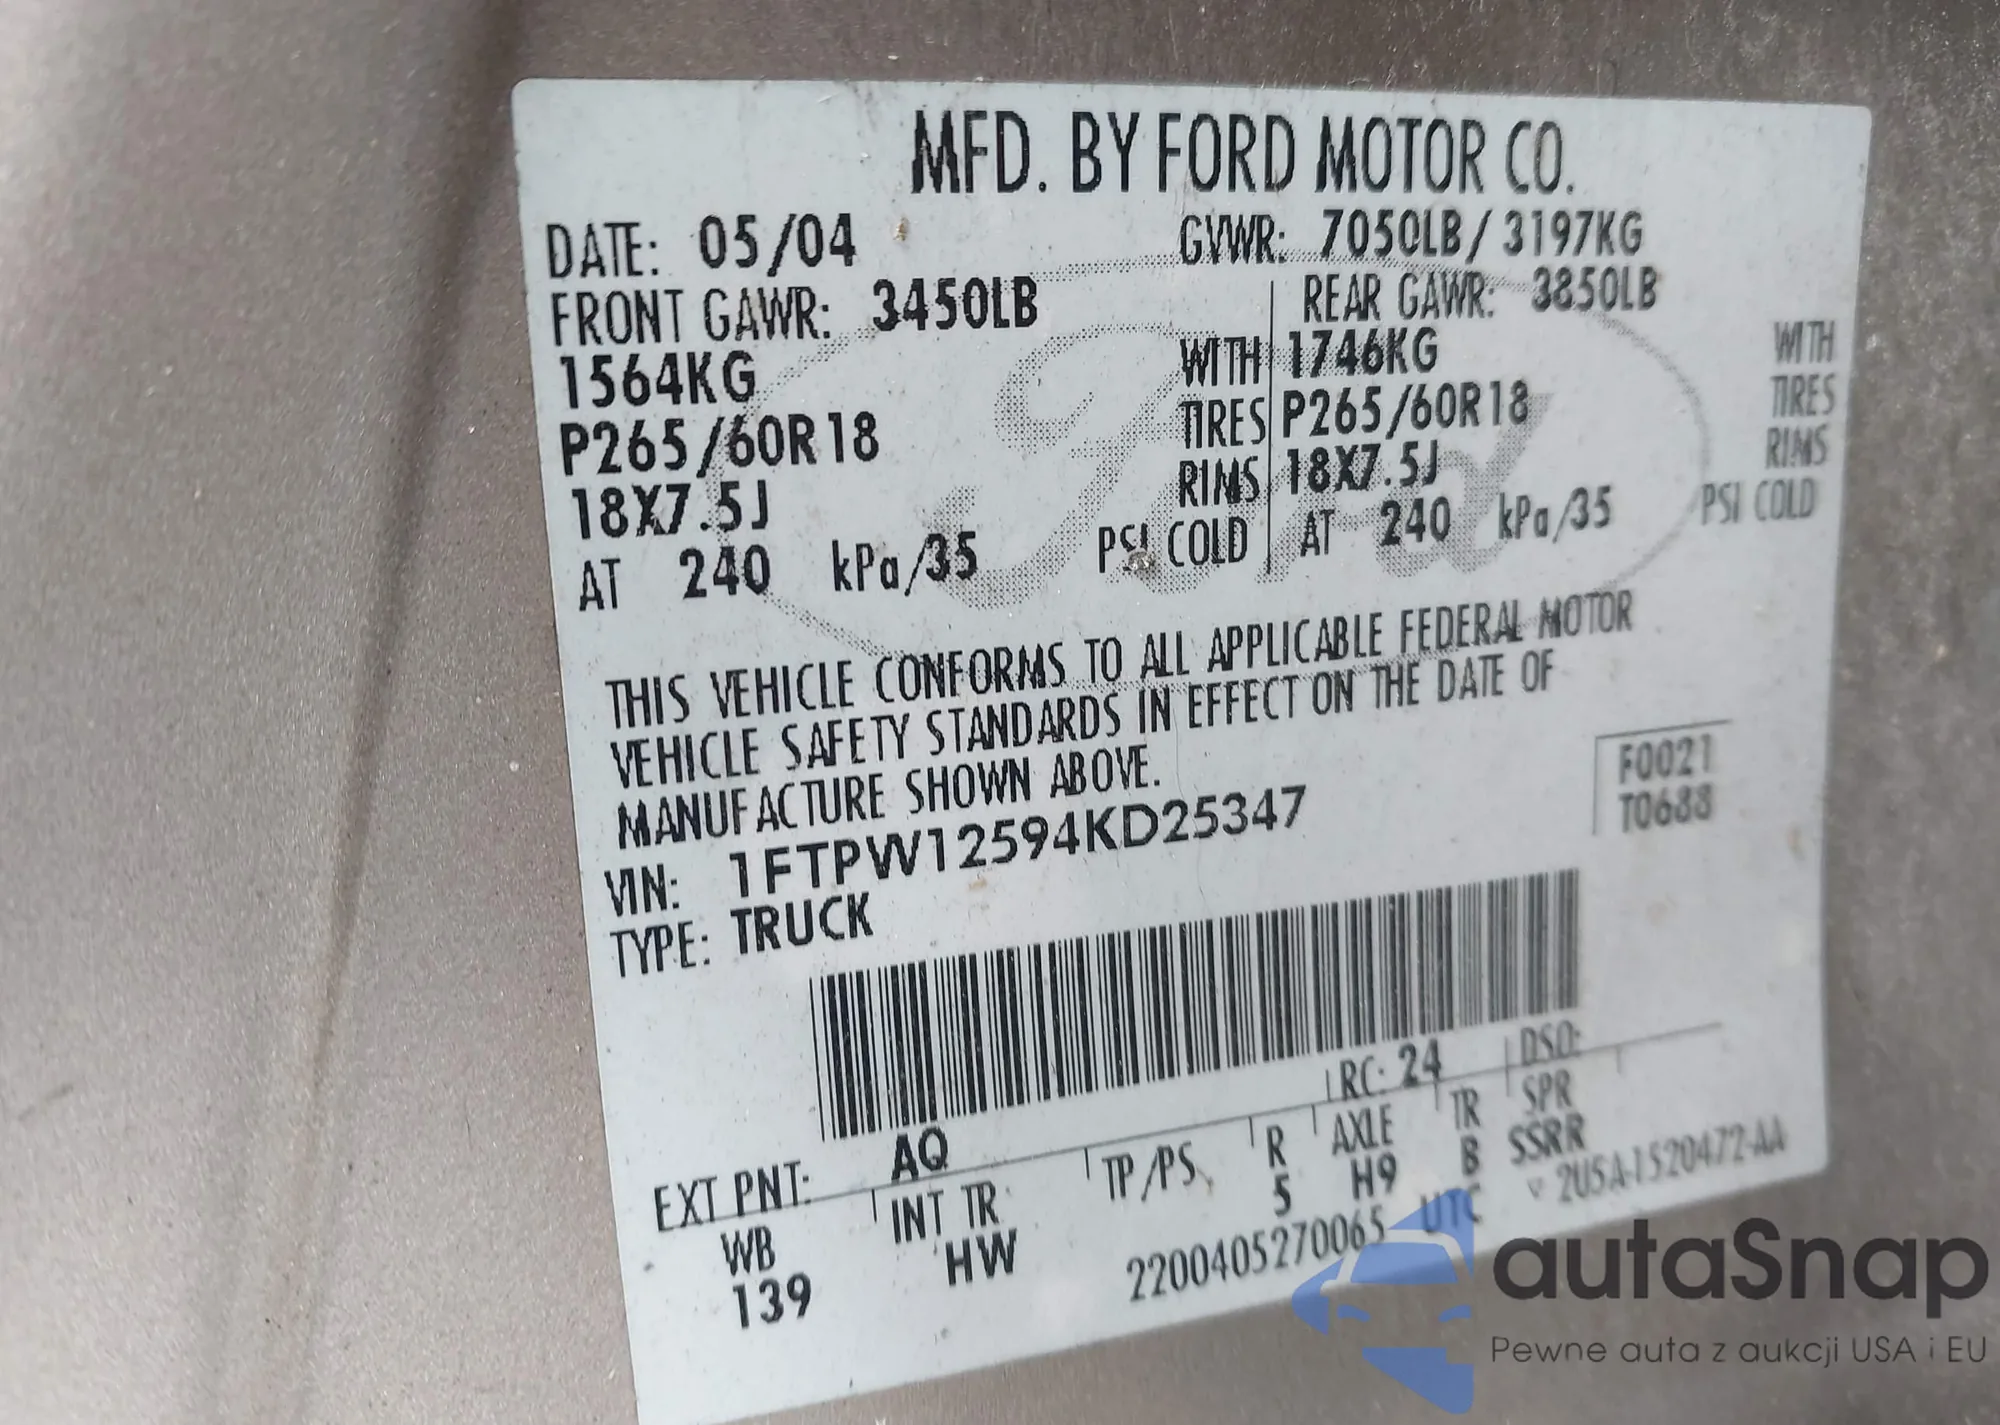 MFD. BY FORD MOTOR CO.
DATE: 05/04 GVWR: 7050LB/ 3197KG
FRONT GAWR: 3450LB REAR GAWR: 3850LB
1564KG WITH 1746KG WITH
P265/60R18 TIRES P265/60R18 TIRES
18X7.5J RIMS 18X7.5J RIMS
AT 240 kPa/35 PSI COLD AT 240 kPa/35 PSI COLD
THIS VEHICLE CONFORMS TO ALL APPLICABLE FEDERAL MOTOR
VEHICLE SAFETY STANDARDS IN EFFECT ON THE DATE OF
MANUFACTURE SHOWN ABOVE.
F0021
T0688
VIN: 1FTPW12594KD25347
TYPE: TRUCK
EXT PNT: AQ RC: 24 DSO:
WB INT TR TP/PS R AXLE TR SPR
139 HW 5 H9 B SSRR
2200405270065 UTC ▽ 2U5A-1520472-AA
Ford
autaSnap
Pewne auta z aukcji USA i EU